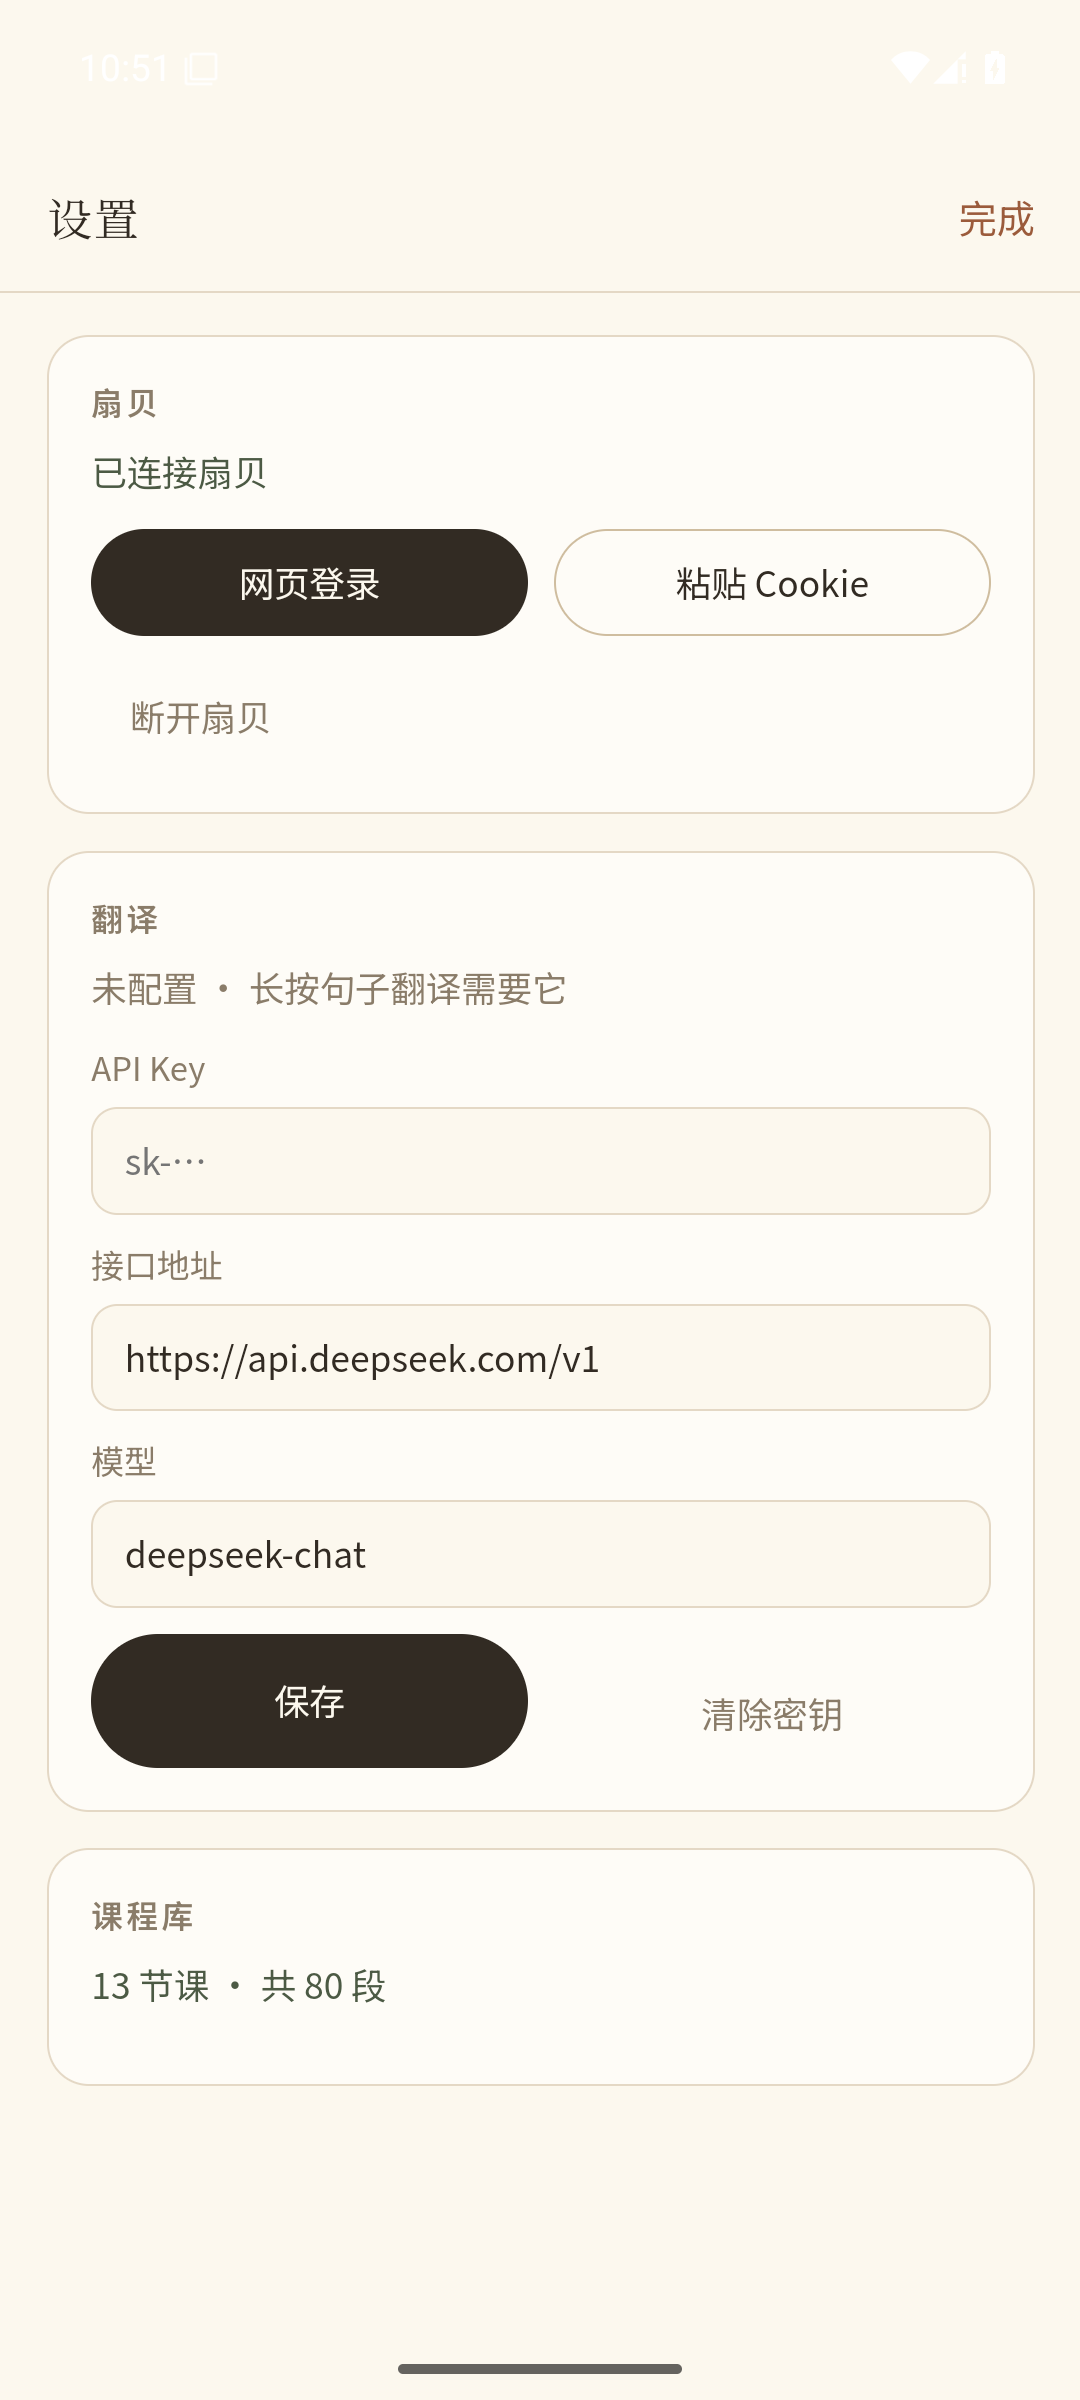 10:51
设置
完成
扇贝
已连接扇贝
网页登录
粘贴 Cookie
断开扇贝
翻译
未配置 · 长按句子翻译需要它
API Key
sk-…
接口地址
https://api.deepseek.com/v1
模型
deepseek-chat
保存
清除密钥
课程库
13 节课 · 共 80 段